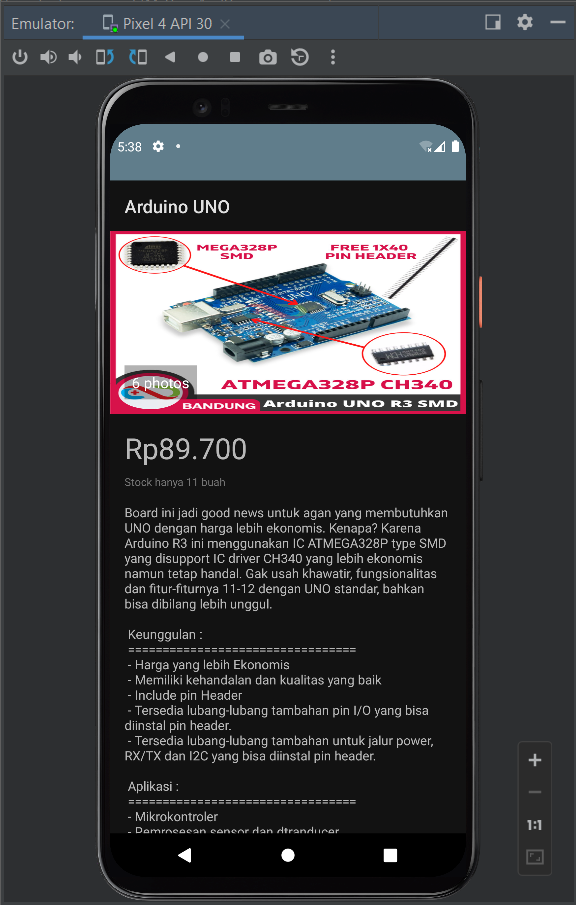 Emulator:
Pixel 4 API 30
5:38
Arduino UNO
MEGA328P
SMD
FREE 1X40
PIN HEADER
UNO
6 photos
ATMEGA328P CH340
BANDUNG
Arduino UNO R3 SMD
Rp89.700
Stock hanya 11 buah
Board ini jadi good news untuk agan yang membutuhkan
UNO dengan harga lebih ekonomis. Kenapa? Karena
Arduino R3 ini menggunakan IC ATMEGA328P type SMD
yang disupport IC driver CH340 yang lebih ekonomis
namun tetap handal. Gak usah khawatir, fungsionalitas
dan fitur-fiturnya 11-12 dengan UNO standar, bahkan
bisa dibilang lebih unggul.
Keunggulan :
=================================
- Harga yang lebih Ekonomis
- Memiliki kehandalan dan kualitas yang baik
- Include pin Header
- Tersedia lubang-lubang tambahan pin I/O yang bisa
diinstal pin header.
- Tersedia lubang-lubang tambahan untuk jalur power,
RX/TX dan I2C yang bisa diinstal pin header.
Aplikasi :
=================================
- Mikrokontroler
- Pemrosesan sensor dan dtranducer
1:1